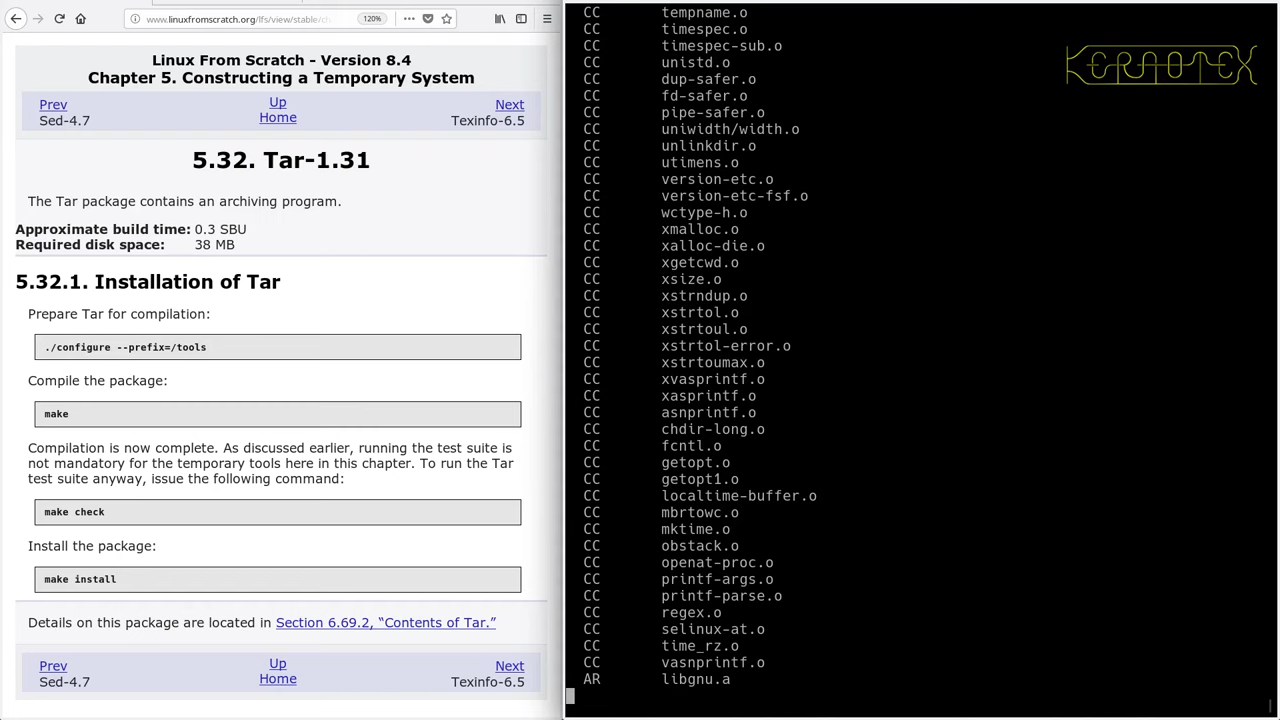 www.linuxfromscratch.org/lfs/view/stable/ch
120%
Linux From Scratch - Version 8.4
Chapter 5. Constructing a Temporary System
Prev
Up
Next
Sed-4.7
Home
Texinfo-6.5
5.32. Tar-1.31
The Tar package contains an archiving program.
Approximate build time: 0.3 SBU
Required disk space: 38 MB
5.32.1. Installation of Tar
Prepare Tar for compilation:
./configure --prefix=/tools
Compile the package:
make
Compilation is now complete. As discussed earlier, running the test suite is
not mandatory for the temporary tools here in this chapter. To run the Tar
test suite anyway, issue the following command:
make check
Install the package:
make install
Details on this package are located in Section 6.69.2, “Contents of Tar.”
Prev
Up
Next
Sed-4.7
Home
Texinfo-6.5
CC tempname.o
CC timespec.o
CC timespec-sub.o
CC unistd.o
CC dup-safer.o
CC fd-safer.o
CC pipe-safer.o
CC uniwidth/width.o
CC unlinkdir.o
CC utimens.o
CC version-etc.o
CC version-etc-fsf.o
CC wctype-h.o
CC xmalloc.o
CC xalloc-die.o
CC xgetcwd.o
CC xsize.o
CC xstrndup.o
CC xstrtol.o
CC xstrtoul.o
CC xstrtol-error.o
CC xstrtoumax.o
CC xvasprintf.o
CC xasprintf.o
CC asnprintf.o
CC chdir-long.o
CC fcntl.o
CC getopt.o
CC getopt1.o
CC localtime-buffer.o
CC mbrtowc.o
CC mktime.o
CC obstack.o
CC openat-proc.o
CC printf-args.o
CC printf-parse.o
CC regex.o
CC selinux-at.o
CC time_rz.o
CC vasnprintf.o
AR libgnu.a
KERAOTEX